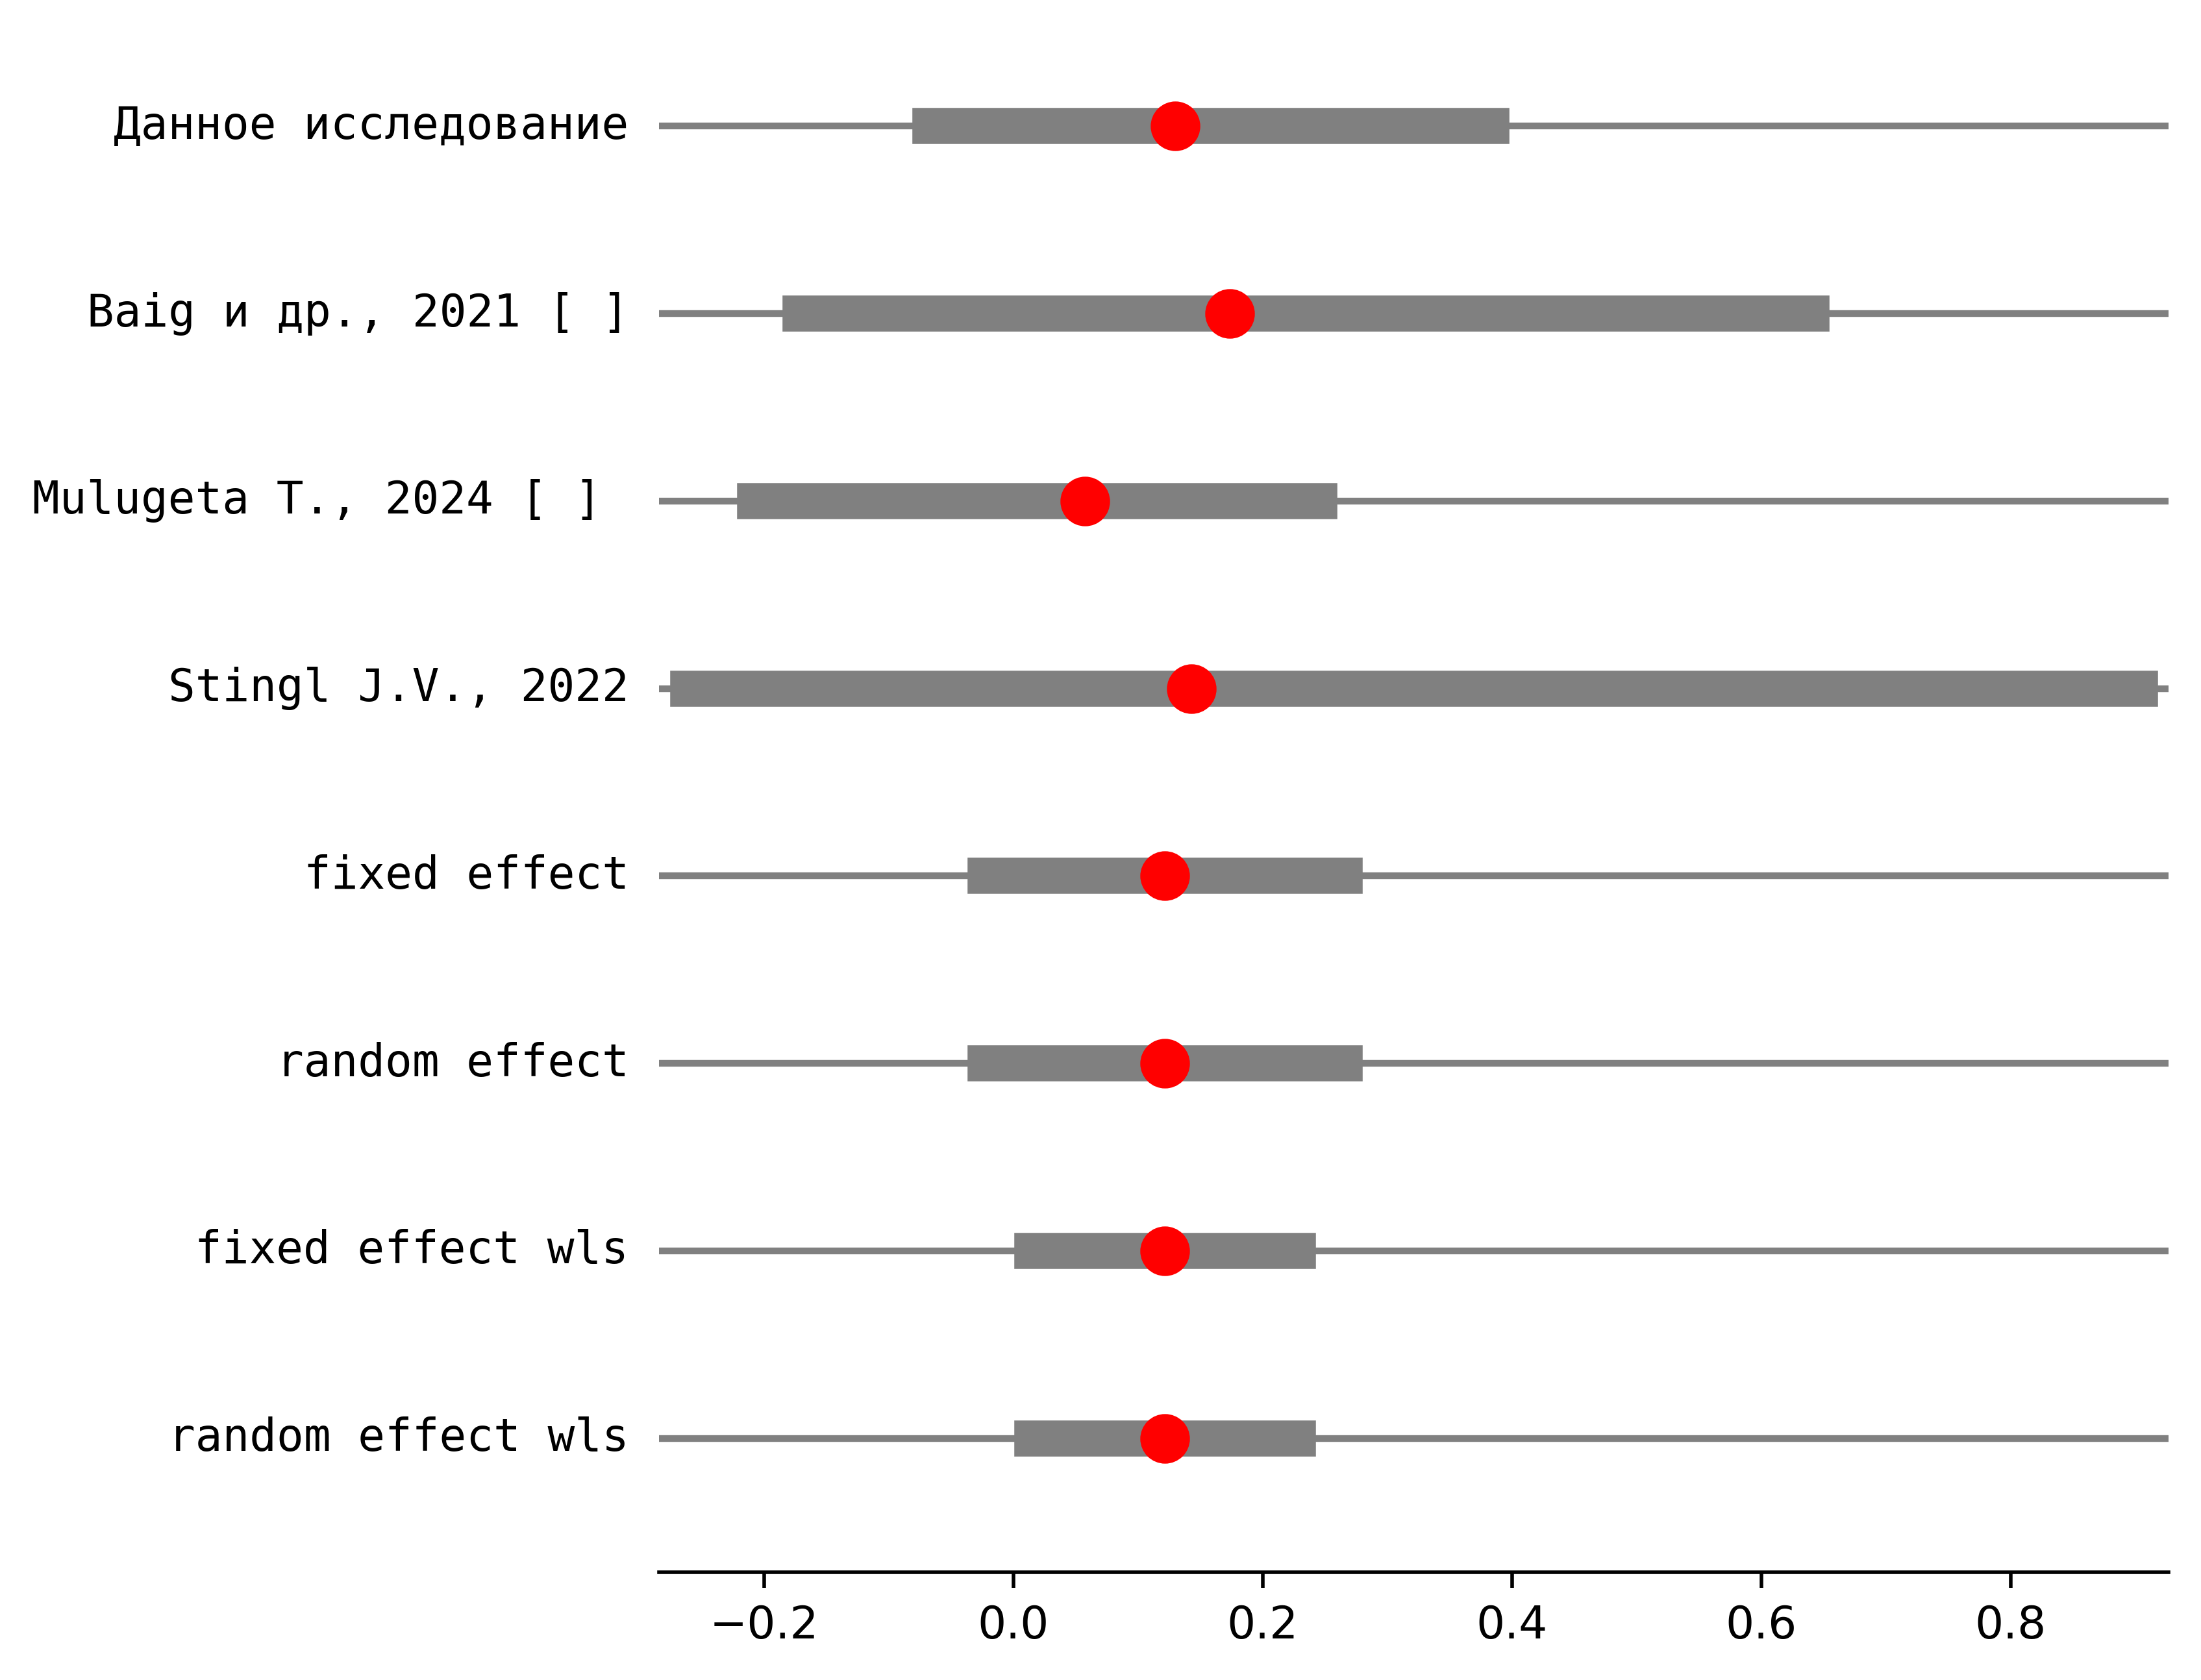 Данное исследование
Baig и др., 2021 [ ]
Mulugeta T., 2024 [ ]
Stingl J.V., 2022
fixed effect
random effect
fixed effect wls
random effect wls
−0.2 0.0 0.2 0.4 0.6 0.8